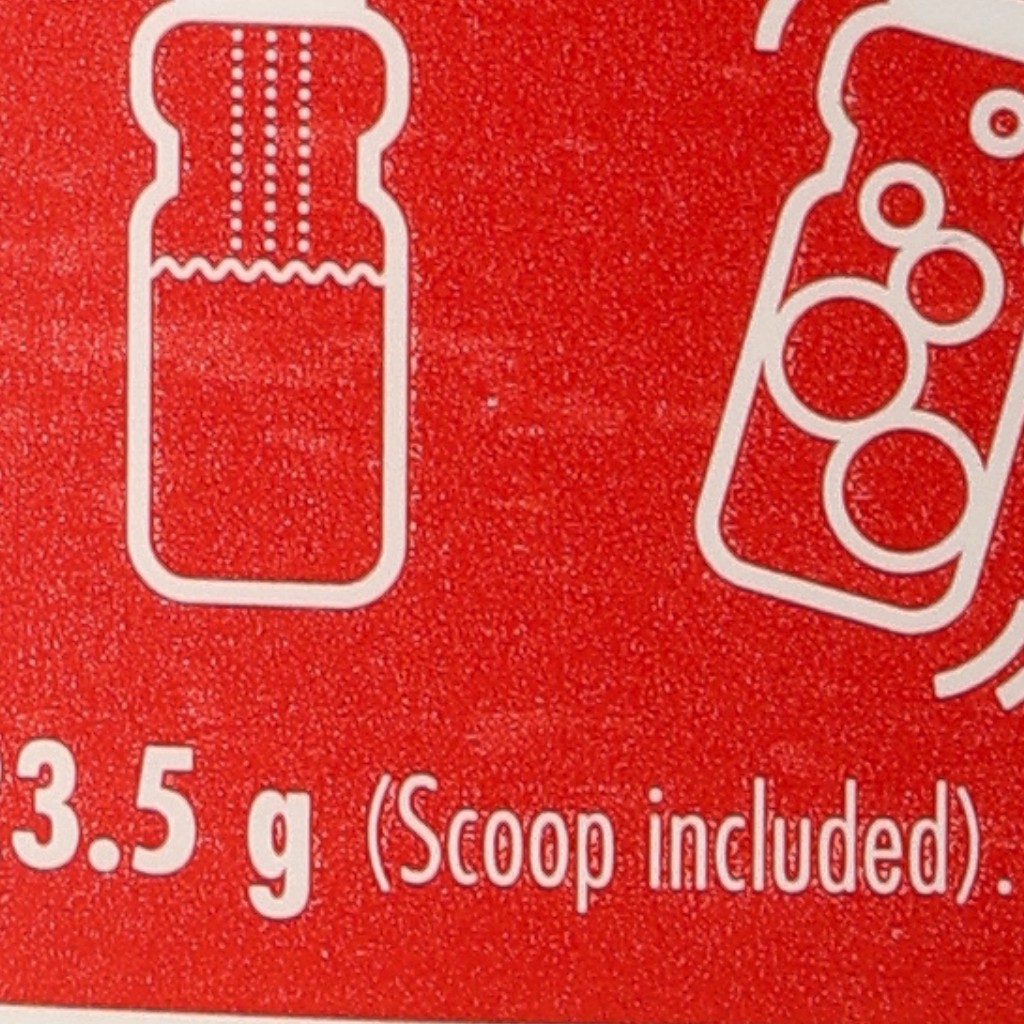 3.5 g (Scoop included).